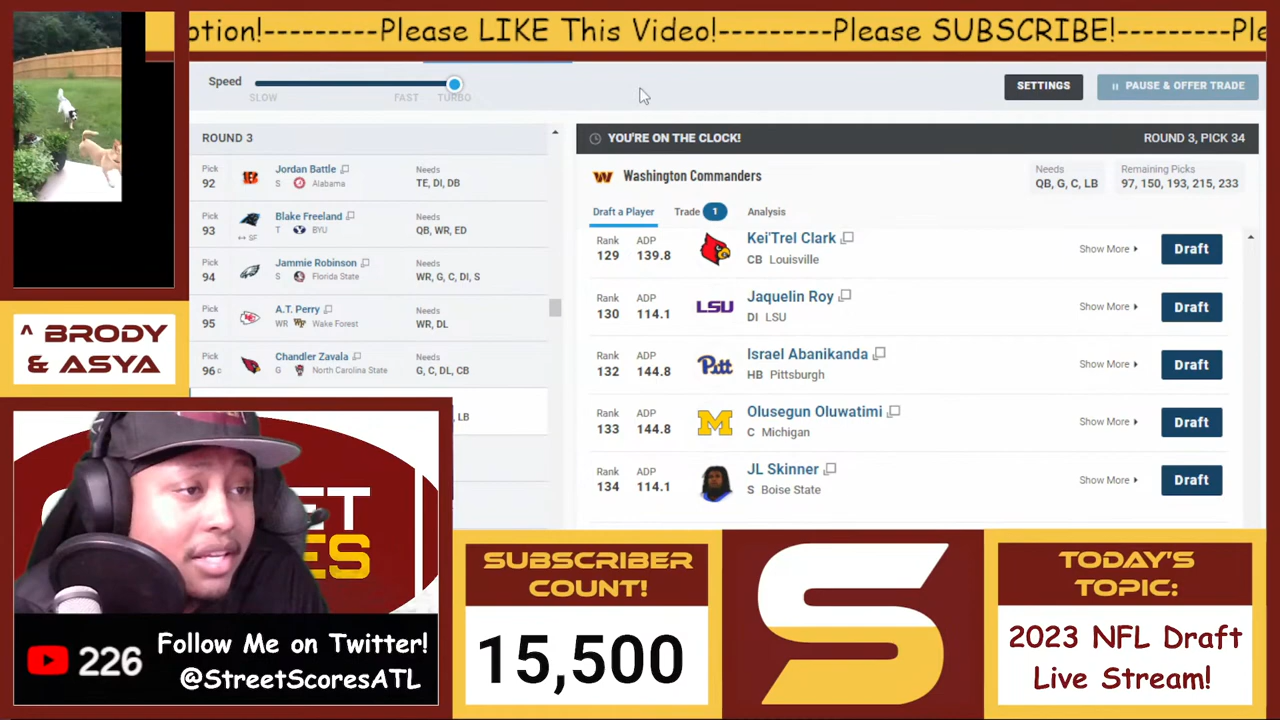 ption!---------Please LIKE This Video!---------Please SUBSCRIBE!---------Ple
Speed
SLOW FAST TURBO
SETTINGS
PAUSE & OFFER TRADE
ROUND 3
Pick 92 Jordan Battle Needs
S Alabama TE, DI, DB
Pick 93 Blake Freeland Needs
SF T BYU QB, WR, ED
Pick 94 Jammie Robinson Needs
S Florida State WR, G, C, DI, S
Pick 95 A.T. Perry Needs
WR Wake Forest WR, DL
Pick 96 c Chandler Zavala Needs
G North Carolina State G, C, DL, CB
LB
YOU'RE ON THE CLOCK!
ROUND 3, PICK 34
Washington Commanders
Needs
QB, G, C, LB
Remaining Picks
97, 150, 193, 215, 233
Draft a Player Trade 1 Analysis
Rank ADP Kei'Trel Clark Show More Draft
129 139.8 CB Louisville
Rank ADP LSU Jaquelin Roy Show More Draft
130 114.1 DI LSU
Rank ADP Pitt Israel Abanikanda Show More Draft
132 144.8 HB Pittsburgh
Rank ADP M Olusegun Oluwatimi Show More Draft
133 144.8 C Michigan
Rank ADP JL Skinner Show More Draft
134 114.1 S Boise State
^ BRODY
& ASYA
226
Follow Me on Twitter!
@StreetScoresATL
SUBSCRIBER
COUNT!
15,500
S
TODAY'S
TOPIC:
2023 NFL Draft
Live Stream!